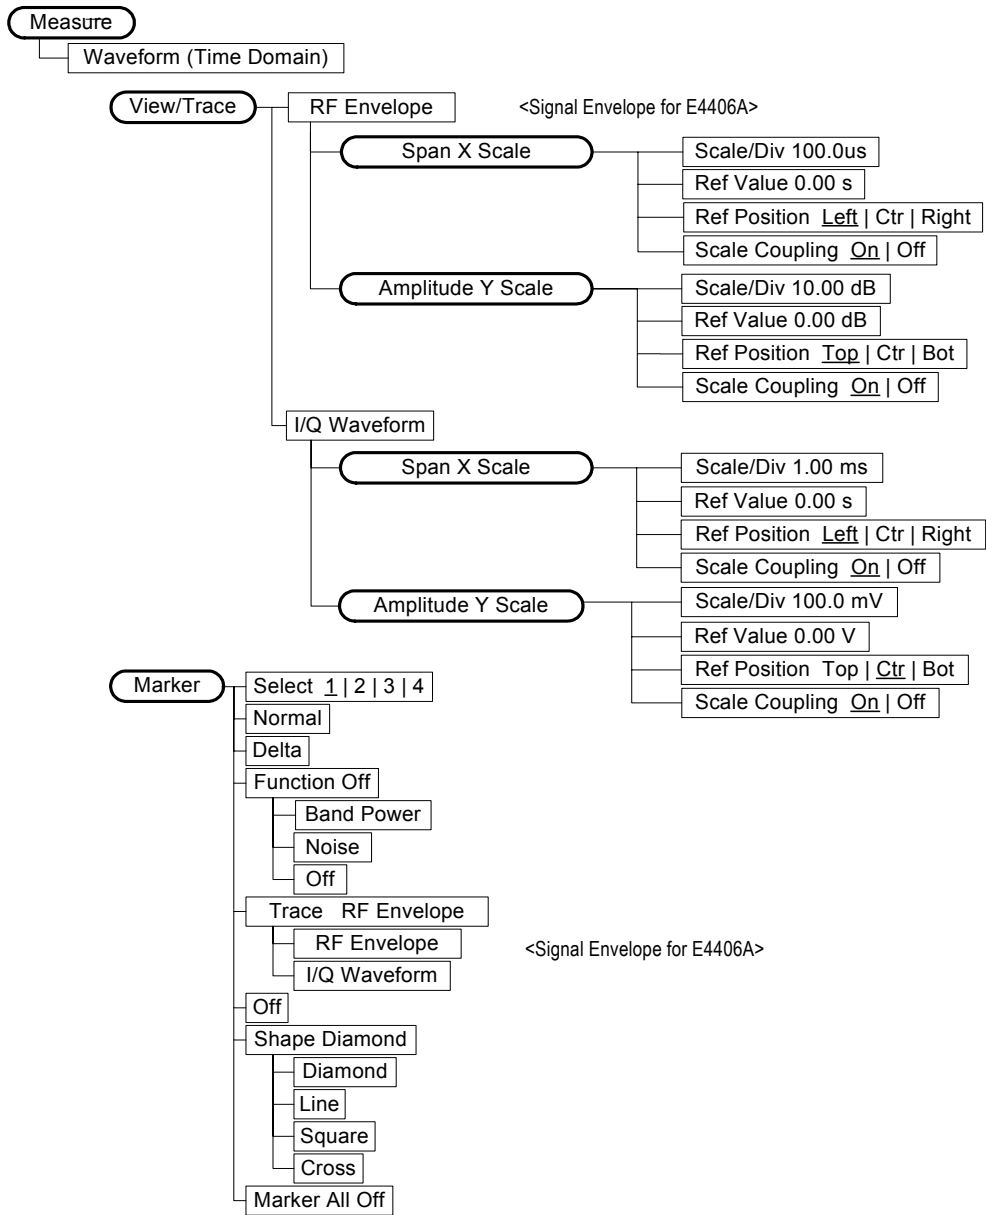 Measure
Waveform (Time Domain)
View/Trace
RF Envelope
<Signal Envelope for E4406A>
Span X Scale
Scale/Div 100.0us
Ref Value 0.00 s
Ref Position Left | Ctr | Right
Scale Coupling On | Off
Amplitude Y Scale
Scale/Div 10.00 dB
Ref Value 0.00 dB
Ref Position Top | Ctr | Bot
Scale Coupling On | Off
I/Q Waveform
Span X Scale
Scale/Div 1.00 ms
Ref Value 0.00 s
Ref Position Left | Ctr | Right
Scale Coupling On | Off
Amplitude Y Scale
Scale/Div 100.0 mV
Ref Value 0.00 V
Ref Position Top | Ctr | Bot
Scale Coupling On | Off
Marker
Select 1 | 2 | 3 | 4
Normal
Delta
Function Off
Band Power
Noise
Off
Trace RF Envelope
RF Envelope
<Signal Envelope for E4406A>
I/Q Waveform
Off
Shape Diamond
Diamond
Line
Square
Cross
Marker All Off